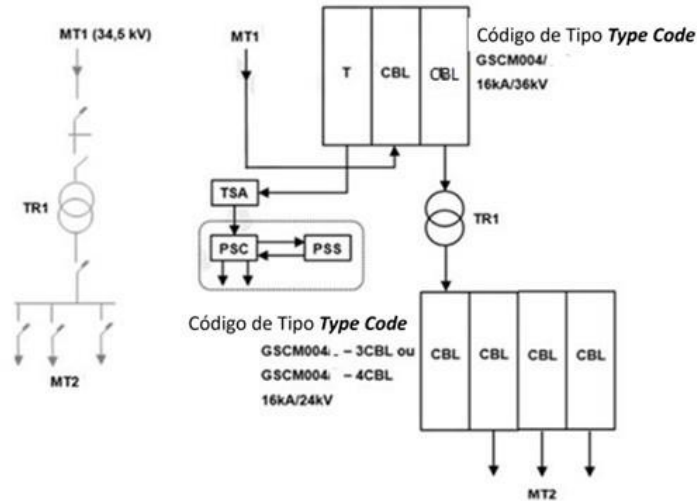 MT1 (34,5 kV)
TR1
MT2
MT1
T
CBL
CBL
Código de Tipo Type Code
GSCM004/
16kA/36kV
TSA
PSC
PSS
TR1
Código de Tipo Type Code
GSCM004/ – 3CBL ou
GSCM004/ – 4CBL
16kA/24kV
CBL
CBL
CBL
CBL
MT2